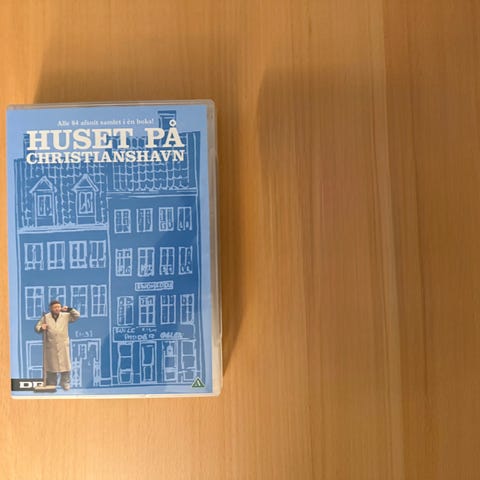 Alle 84 afsnit samlet i én boks!
HUSET PÅ
CHRISTIANSHAVN
DR
A